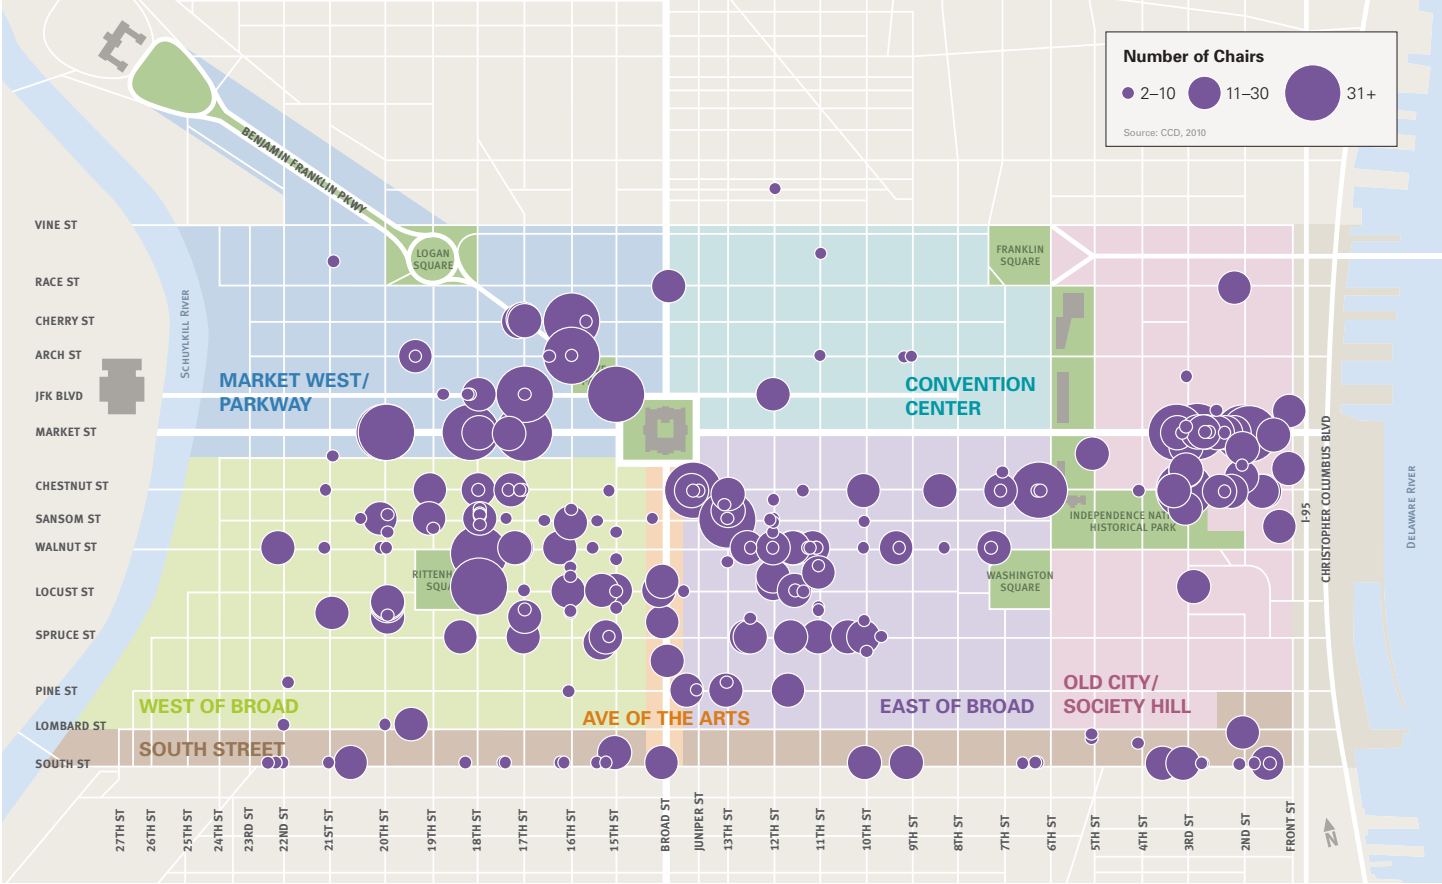 Number of Chairs
2–10
11–30
31+
Source: CCD, 2010
BENJAMIN FRANKLIN PKWY
VINE ST
RACE ST
CHERRY ST
ARCH ST
JFK BLVD
MARKET ST
CHESTNUT ST
SANSOM ST
WALNUT ST
LOCUST ST
SPRUCE ST
PINE ST
LOMBARD ST
SOUTH ST
SCHUYLKILL RIVER
LOGAN
SQUARE
FRANKLIN
SQUARE
MARKET WEST/
PARKWAY
CONVENTION
CENTER
INDEPENDENCE NAT
HISTORICAL PARK
RITTENH
SQU
WASHINGTON
SQUARE
WEST OF BROAD
AVE OF THE ARTS
EAST OF BROAD
OLD CITY/
SOCIETY HILL
SOUTH STREET
I-95
CHRISTOPHER COLUMBUS BLVD
DELAWARE RIVER
27TH ST
26TH ST
25TH ST
24TH ST
23RD ST
22ND ST
21ST ST
20TH ST
19TH ST
18TH ST
17TH ST
16TH ST
15TH ST
BROAD ST
JUNIPER ST
13TH ST
12TH ST
11TH ST
10TH ST
9TH ST
8TH ST
7TH ST
6TH ST
5TH ST
4TH ST
3RD ST
2ND ST
FRONT ST
N